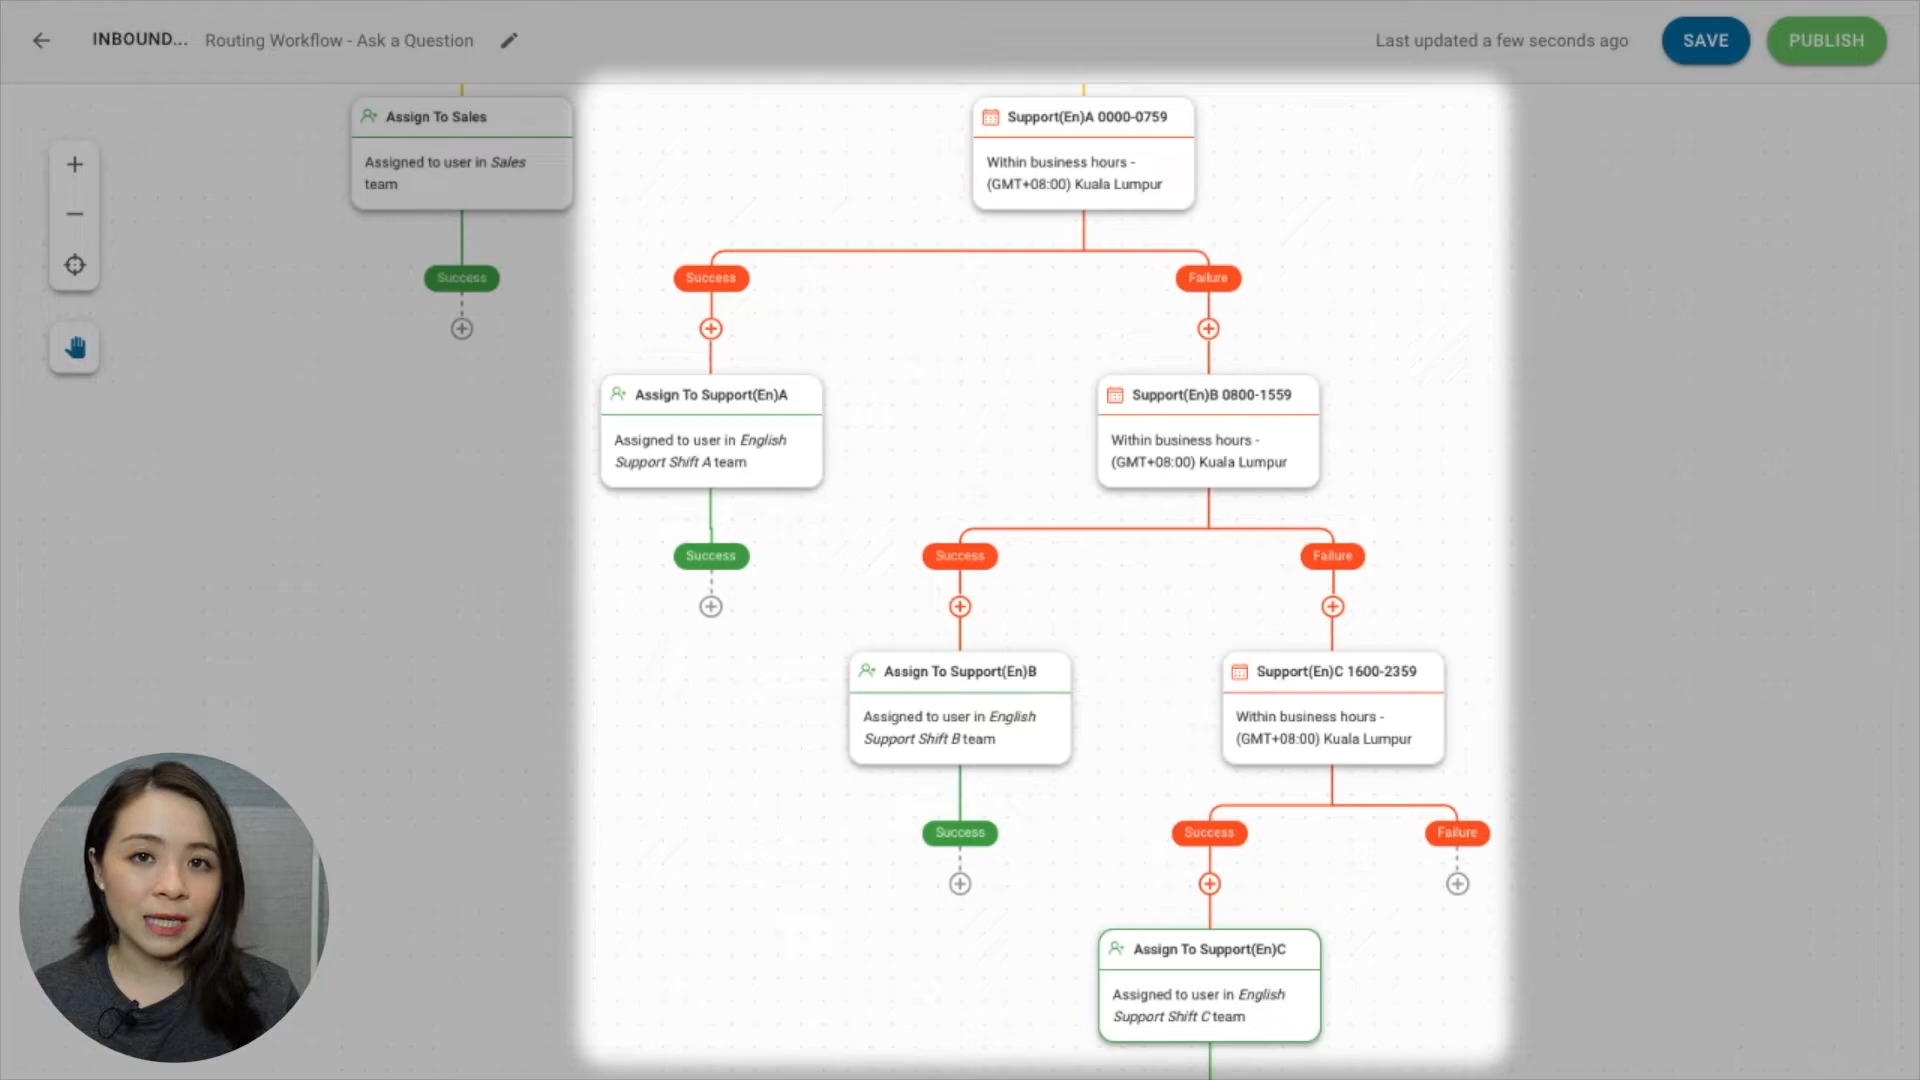 INBOUND...
Routing Workflow - Ask a Question
Last updated a few seconds ago
SAVE
PUBLISH
Assign To Sales
Assigned to user in Sales
team
Success
Support(En)A 0000-0759
Within business hours -
(GMT+08:00) Kuala Lumpur
Success
Failure
Assign To Support(En)A
Assigned to user in English
Support Shift A team
Success
Support(En)B 0800-1559
Within business hours -
(GMT+08:00) Kuala Lumpur
Success
Failure
Assign To Support(En)B
Assigned to user in English
Support Shift B team
Success
Support(En)C 1600-2359
Within business hours -
(GMT+08:00) Kuala Lumpur
Success
Failure
Assign To Support(En)C
Assigned to user in English
Support Shift C team